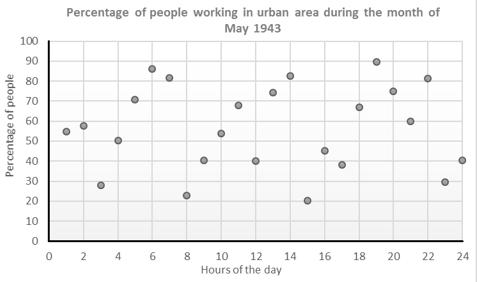 Percentage of people working in urban area during the month of
May 1943
Percentage of people
100
90
80
70
60
50
40
30
20
10
0
0 2 4 6 8 10 12 14 16 18 20 22 24
Hours of the day